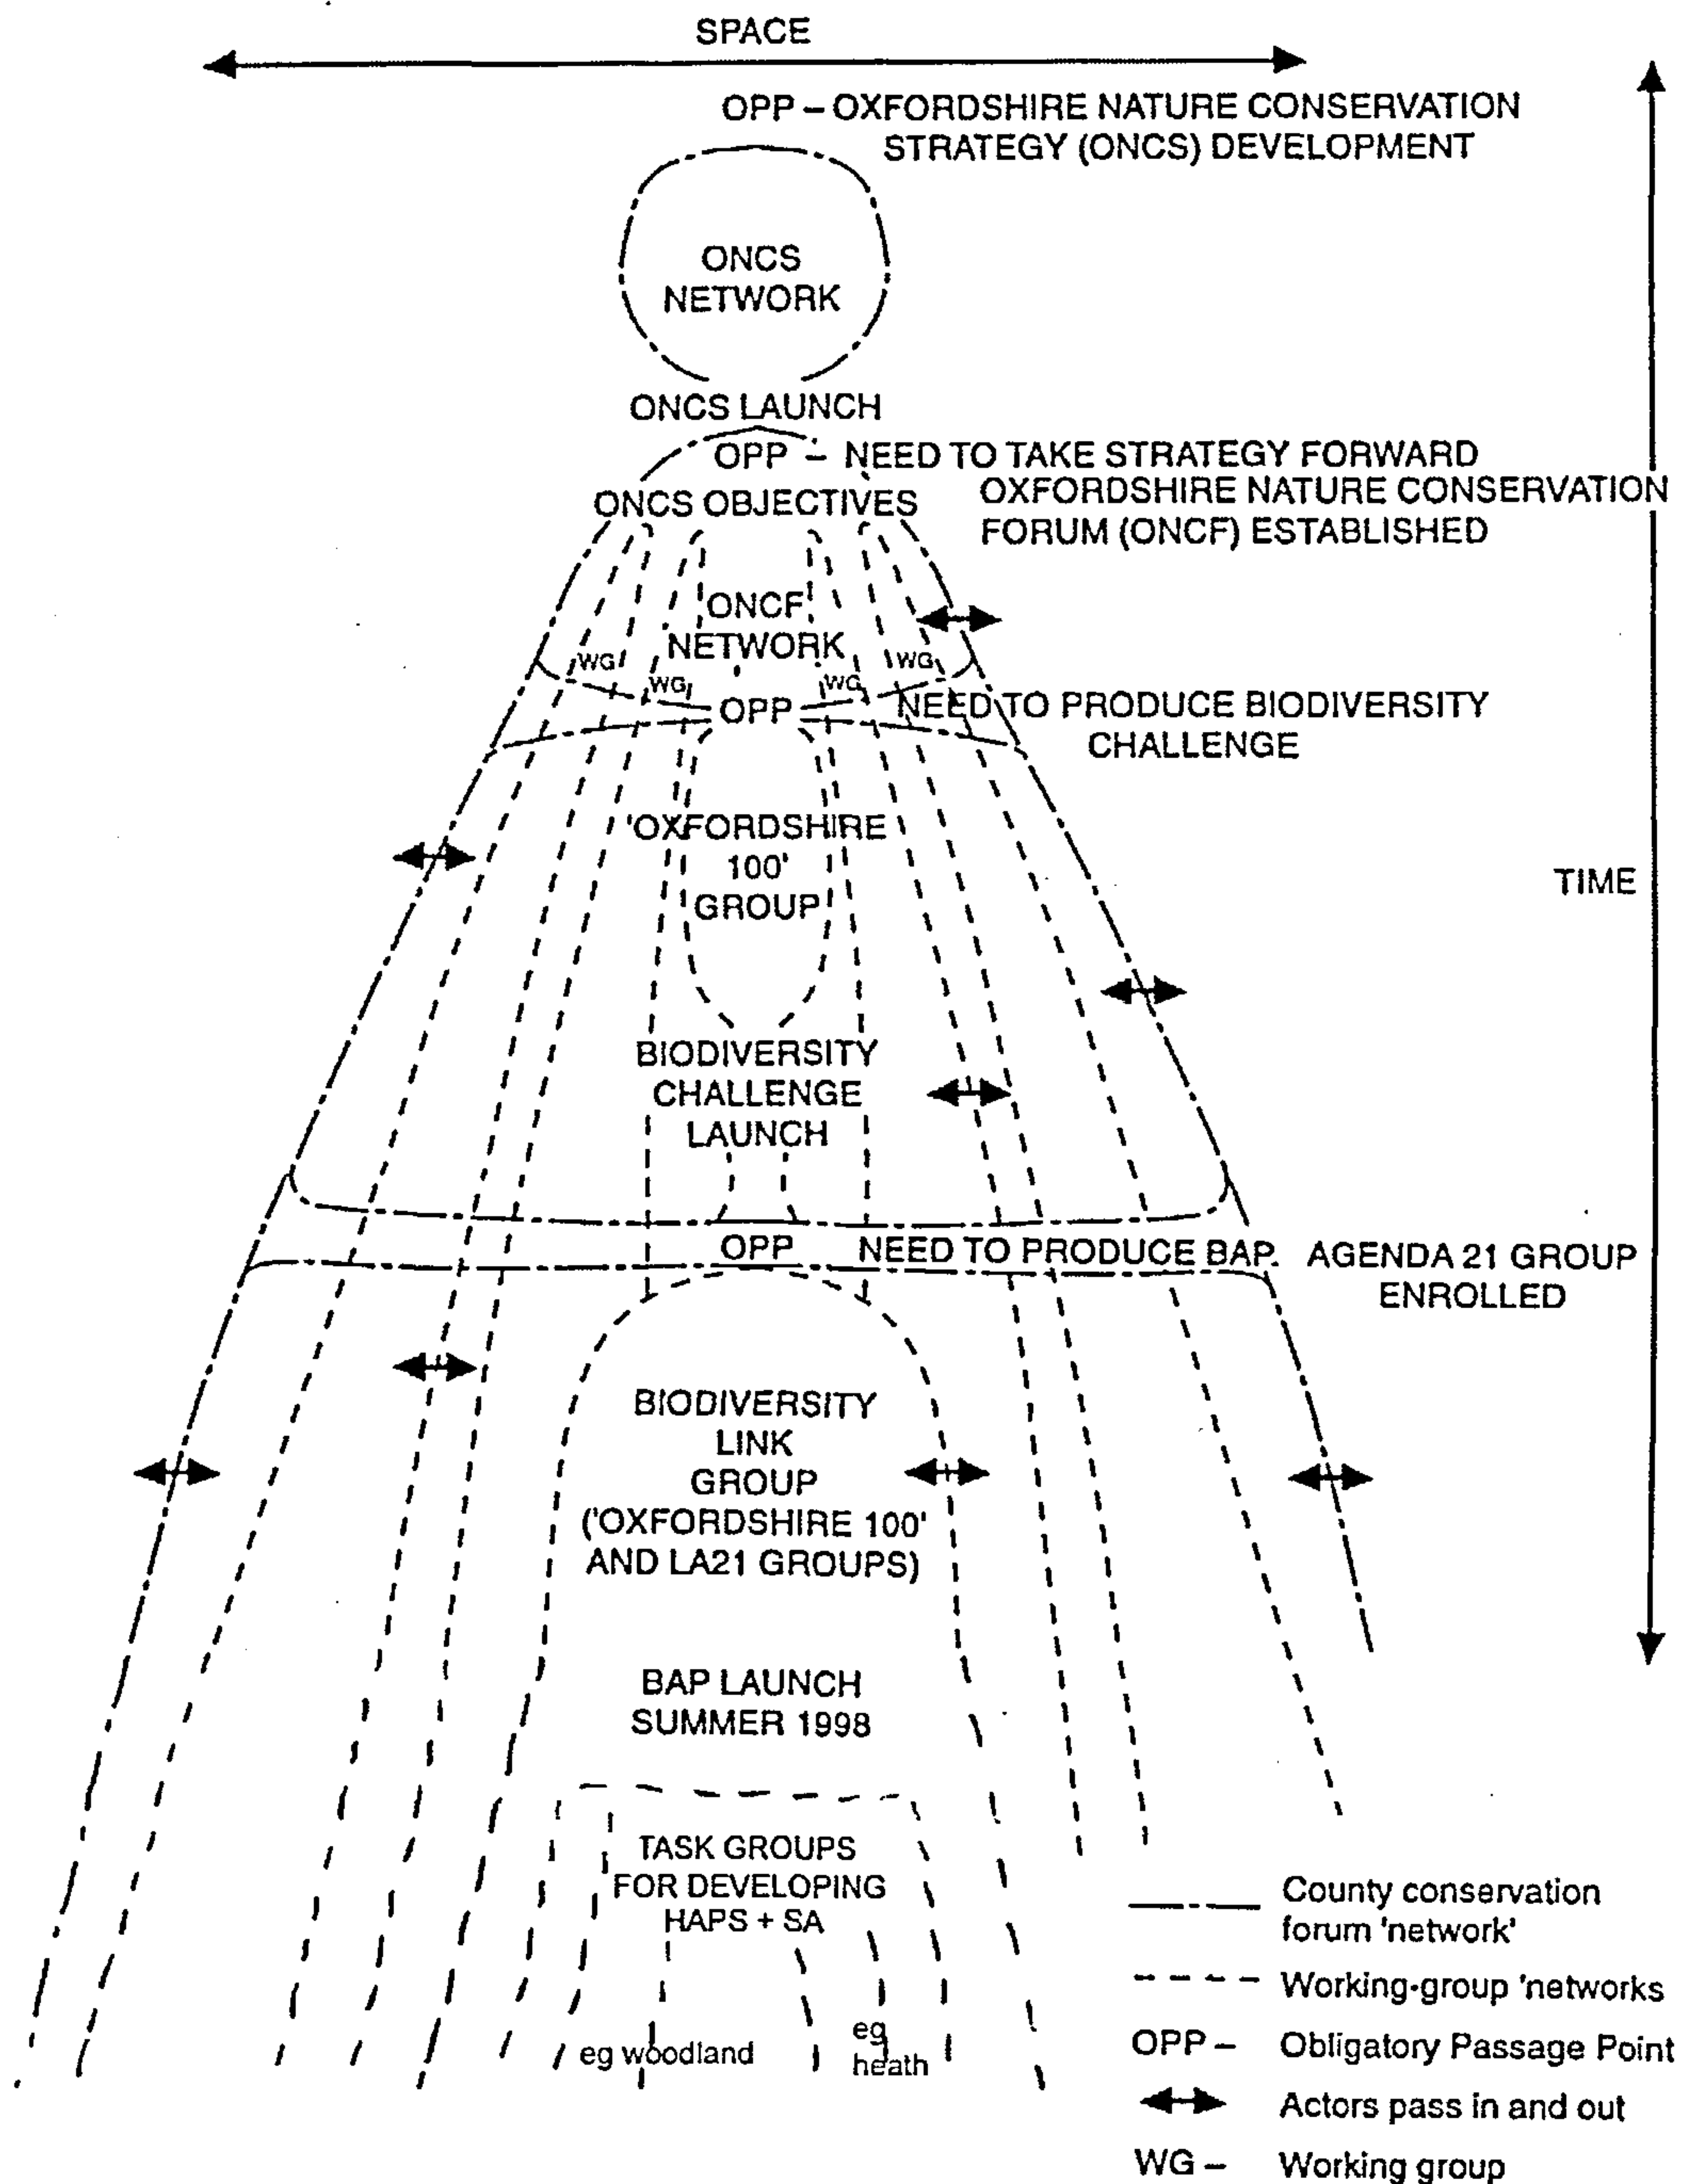 SPACE
OPP – OXFORDSHIRE NATURE CONSERVATION
STRATEGY (ONCS) DEVELOPMENT
ONCS
NETWORK
ONCS LAUNCH
OPP – NEED TO TAKE STRATEGY FORWARD
ONCS OBJECTIVES
OXFORDSHIRE NATURE CONSERVATION
FORUM (ONCF) ESTABLISHED
ONCF
NETWORK
WG
WG
WG
WG
OPP
NEED TO PRODUCE BIODIVERSITY
CHALLENGE
'OXFORDSHIRE
100'
GROUP
TIME
BIODIVERSITY
CHALLENGE
LAUNCH
OPP NEED TO PRODUCE BAP. AGENDA 21 GROUP
ENROLLED
BIODIVERSITY
LINK
GROUP
('OXFORDSHIRE 100'
AND LA21 GROUPS)
BAP LAUNCH
SUMMER 1998
TASK GROUPS
FOR DEVELOPING
HAPS + SA
eg woodland
eg
heath
County conservation
forum 'network'
Working-group 'networks
OPP – Obligatory Passage Point
Actors pass in and out
WG – Working group